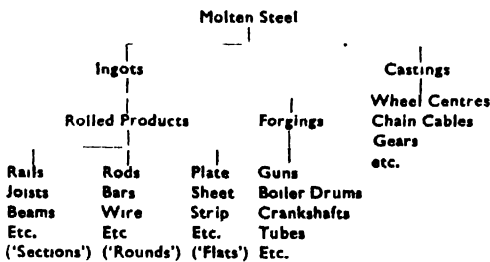 Molten Steel
Ingots
Castings
Wheel Centres
Chain Cables
Gears
etc.
Rolled Products
Forgings
Rails
Joists
Beams
Etc.
('Sections')
Rods
Bars
Wire
Etc
('Rounds')
Plate
Sheet
Strip
Etc.
('Flats')
Guns
Boiler Drums
Crankshafts
Tubes
Etc.